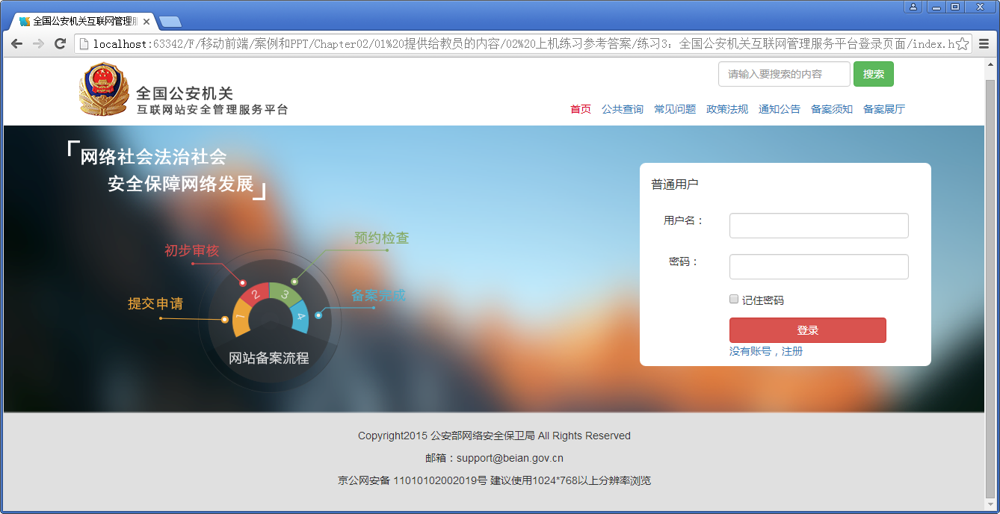 全国公安机关互联网管理服
localhost:63342/F/移动前端/案例和PPT/Chapter02/01%20提供给教员的内容/02%20上机练习参考答案/练习3：全国公安机关互联网管理服务平台登录页面/index.h
全国公安机关
互联网站安全管理服务平台
请输入要搜索的内容 搜索
首页 公共查询 常见问题 政策法规 通知公告 备案须知 备案展厅
「网络社会法治社会
安全保障网络发展」
普通用户
用户名：
密码：
记住密码
登录
没有账号，注册
初步审核
预约检查
提交申请
备案完成
1 2 3 4
网站备案流程
Copyright2015 公安部网络安全保卫局 All Rights Reserved
邮箱：support@beian.gov.cn
京公网安备 11010102002019号 建议使用1024*768以上分辨率浏览